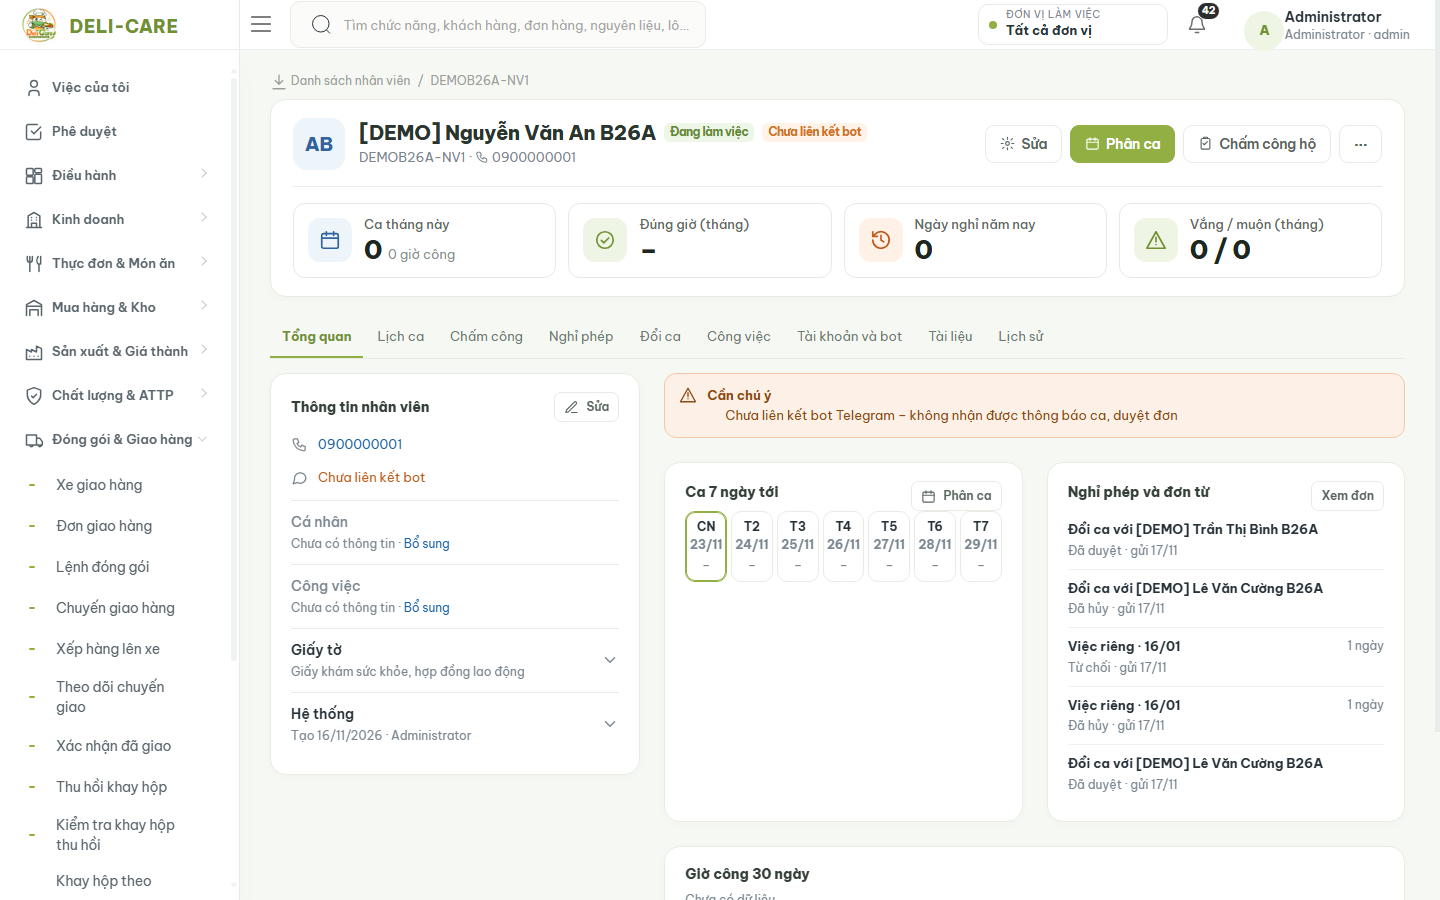 DELI-CARE
Tìm chức năng, khách hàng, đơn hàng, nguyên liệu, lô...
ĐƠN VỊ LÀM VIỆC
Tất cả đơn vị
42
A
Administrator
Administrator · admin
Việc của tôi
Phê duyệt
Điều hành
Kinh doanh
Thực đơn & Món ăn
Mua hàng & Kho
Sản xuất & Giá thành
Chất lượng & ATTP
Đóng gói & Giao hàng
Xe giao hàng
Đơn giao hàng
Lệnh đóng gói
Chuyến giao hàng
Xếp hàng lên xe
Theo dõi chuyến
giao
Xác nhận đã giao
Thu hồi khay hộp
Kiểm tra khay hộp
thu hồi
Khay hộp theo
Danh sách nhân viên / DEMOB26A-NV1
AB
[DEMO] Nguyễn Văn An B26A
Đang làm việc
Chưa liên kết bot
DEMOB26A-NV1 · 0900000001
Sửa
Phân ca
Chấm công hộ
...
Ca tháng này
0 0 giờ công
Đúng giờ (tháng)
–
Ngày nghỉ năm nay
0
Vắng / muộn (tháng)
0 / 0
Tổng quan
Lịch ca
Chấm công
Nghỉ phép
Đổi ca
Công việc
Tài khoản và bot
Tài liệu
Lịch sử
Thông tin nhân viên
Sửa
0900000001
Chưa liên kết bot
Cá nhân
Chưa có thông tin · Bổ sung
Công việc
Chưa có thông tin · Bổ sung
Giấy tờ
Giấy khám sức khỏe, hợp đồng lao động
Hệ thống
Tạo 16/11/2026 · Administrator
Cần chú ý
Chưa liên kết bot Telegram – không nhận được thông báo ca, duyệt đơn
Ca 7 ngày tới
Phân ca
CN T2 T3 T4 T5 T6 T7
23/11 24/11 25/11 26/11 27/11 28/11 29/11
– – – – – – –
Nghỉ phép và đơn từ
Xem đơn
Đổi ca với [DEMO] Trần Thị Bình B26A
Đã duyệt · gửi 17/11
Đổi ca với [DEMO] Lê Văn Cường B26A
Đã hủy · gửi 17/11
Việc riêng · 16/01 1 ngày
Từ chối · gửi 17/11
Việc riêng · 16/01 1 ngày
Đã hủy · gửi 17/11
Đổi ca với [DEMO] Lê Văn Cường B26A
Đã duyệt · gửi 17/11
Giờ công 30 ngày
Chưa có dữ liệu